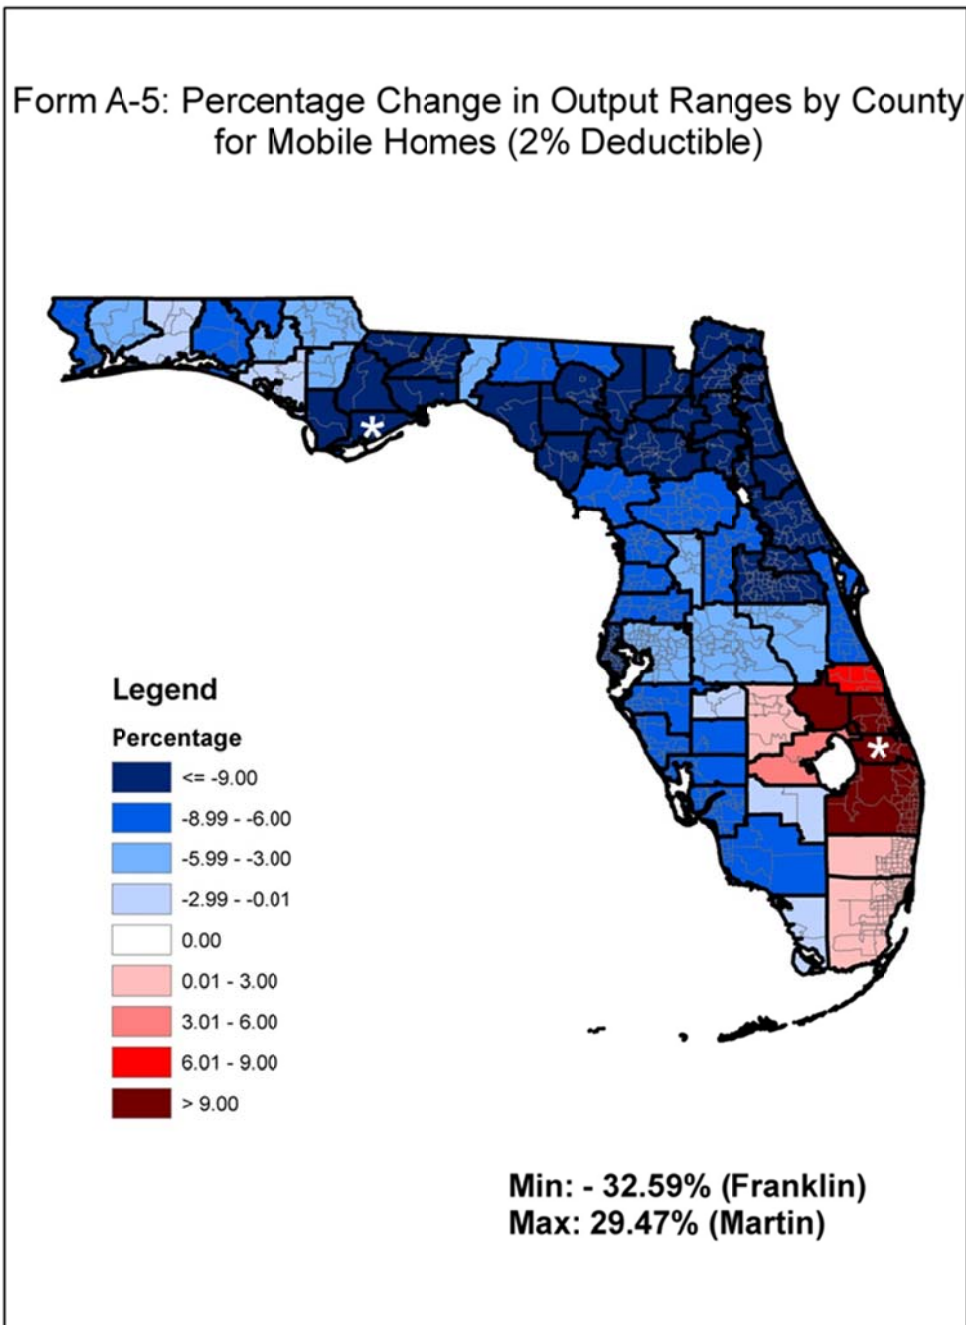 Form A-5: Percentage Change in Output Ranges by County
for Mobile Homes (2% Deductible)
*
*
Legend
Percentage
<= -9.00
-8.99 - -6.00
-5.99 - -3.00
-2.99 - -0.01
0.00
0.01 - 3.00
3.01 - 6.00
6.01 - 9.00
> 9.00
Min: - 32.59% (Franklin)
Max: 29.47% (Martin)